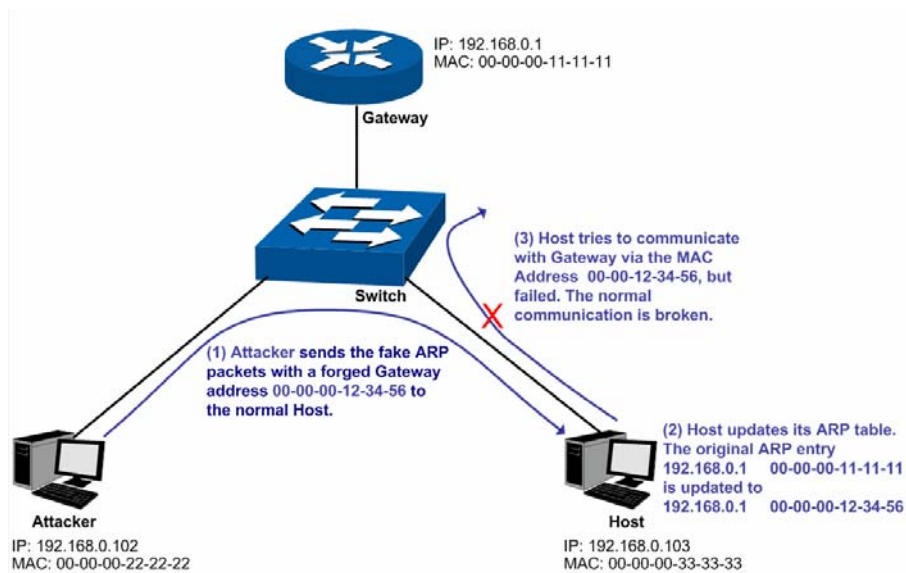 IP: 192.168.0.1
MAC: 00-00-00-11-11-11
Gateway
(3) Host tries to communicate
with Gateway via the MAC
Address 00-00-12-34-56, but
failed. The normal
communication is broken.
Switch
X
(1) Attacker sends the fake ARP
packets with a forged Gateway
address 00-00-00-12-34-56 to
the normal Host.
(2) Host updates its ARP table.
The original ARP entry
192.168.0.1 00-00-00-11-11-11
is updated to
192.168.0.1 00-00-00-12-34-56
Attacker
IP: 192.168.0.102
MAC: 00-00-00-22-22-22
Host
IP: 192.168.0.103
MAC: 00-00-00-33-33-33